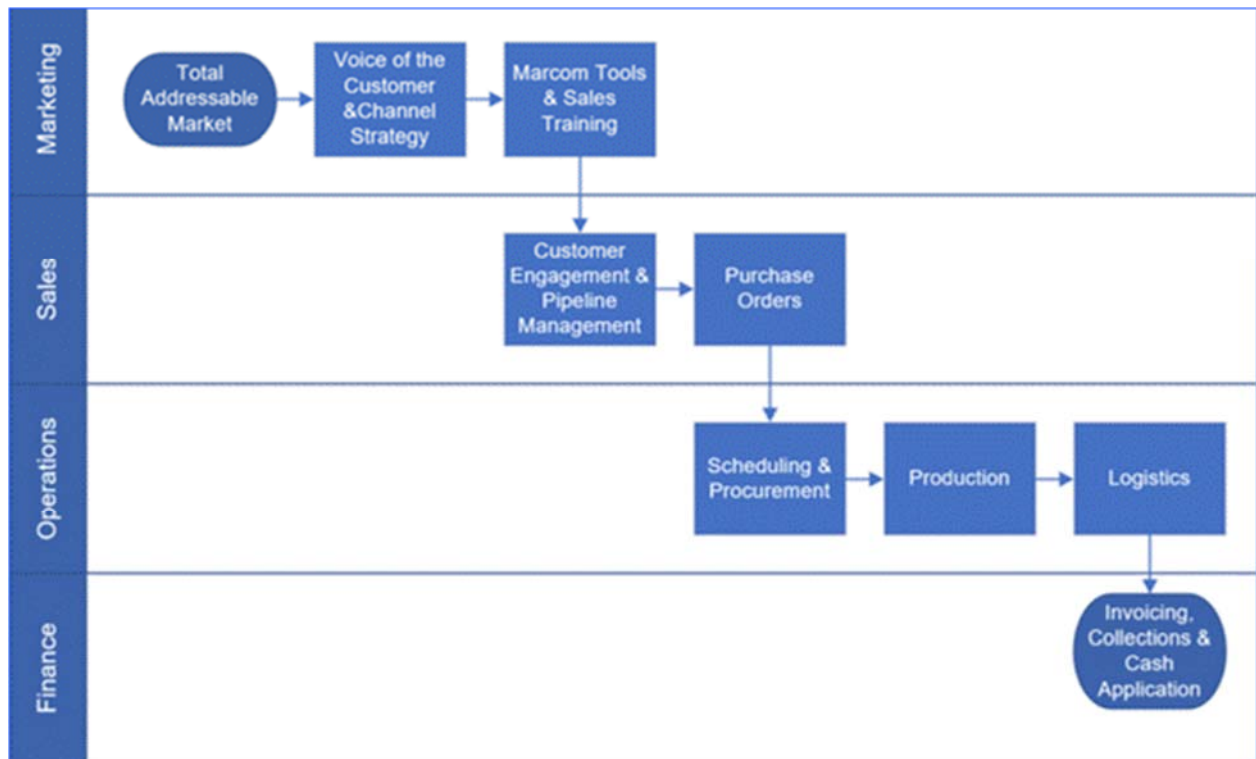 Marketing
Total
Addressable
Market
Voice of the
Customer
&Channel
Strategy
Marcom Tools
& Sales
Training
Sales
Customer
Engagement &
Pipeline
Management
Purchase
Orders
Operations
Scheduling &
Procurement
Production
Logistics
Finance
Invoicing,
Collections &
Cash
Application